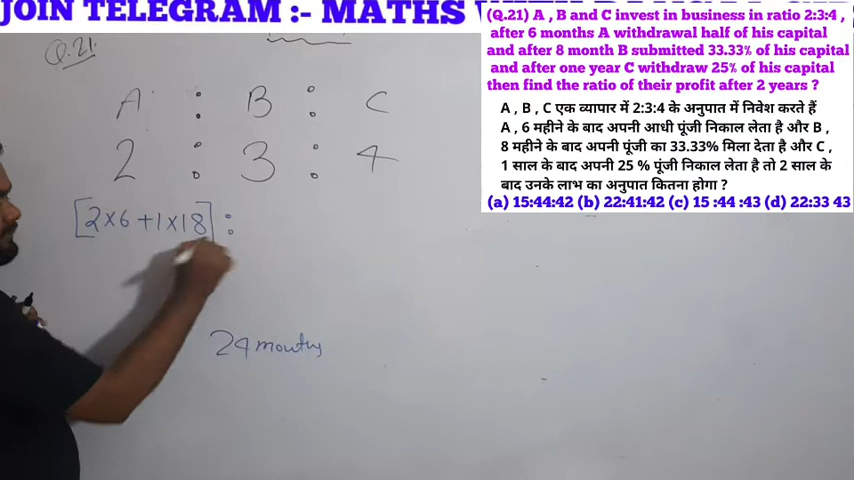 JOIN TELEGRAM :- MATHS
(Q.21) A , B and C invest in business in ratio 2:3:4 ,
after 6 months A withdrawal half of his capital
and after 8 month B submitted 33.33% of his capital
and after one year C withdraw 25% of his capital
then find the ratio of their profit after 2 years ?
A , B , C एक व्यापार में 2:3:4 के अनुपात में निवेश करते हैं
A , 6 महीने के बाद अपनी आधी पूंजी निकाल लेता है और B ,
8 महीने के बाद अपनी पूंजी का 33.33% मिला देता है और C ,
1 साल के बाद अपनी 25 % पूंजी निकाल लेता है तो 2 साल के
बाद उनके लाभ का अनुपात कितना होगा ?
(a) 15:44:42 (b) 22:41:42 (c) 15 :44 :43 (d) 22:33 43
Q.21.
A : B : C
2 : 3 : 4
[2×6+1×18] :
24 months